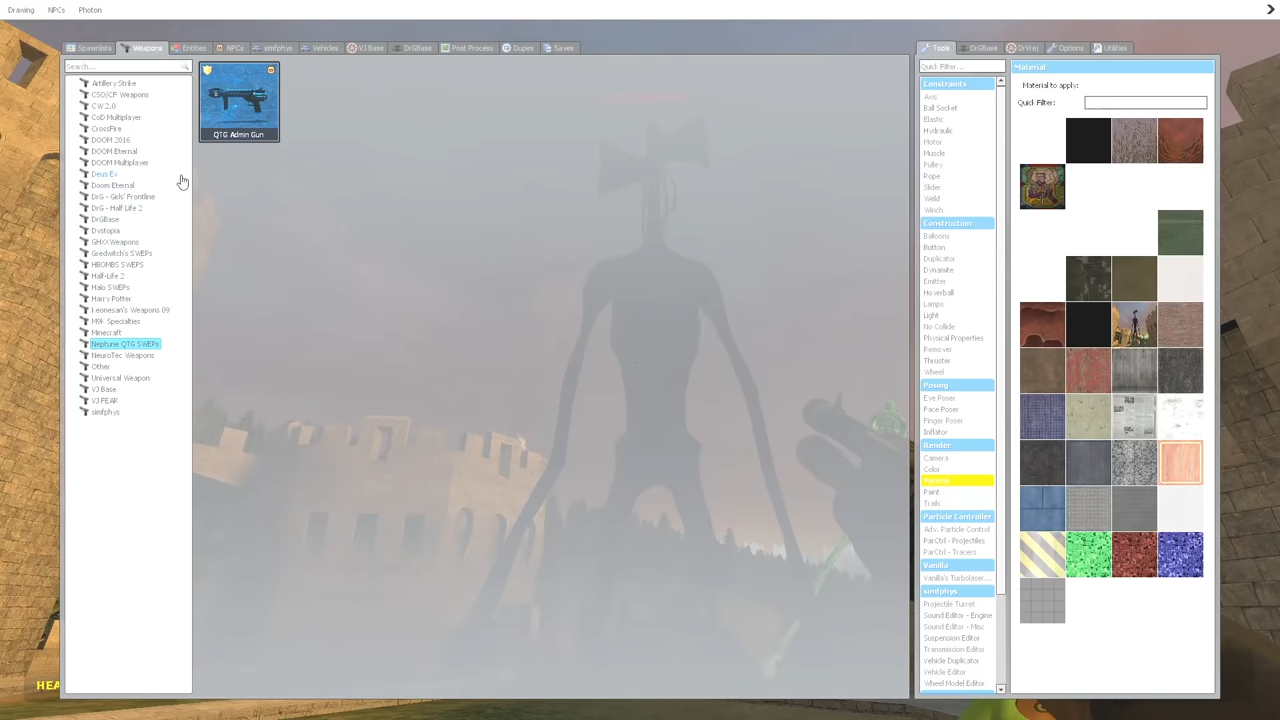 Drawing NPCs Photon
Spawnlists Weapons Entities NPCs simfphys Vehicles VJ Base DrGBase Post Process Dupes Saves
Search...
Artillery Strike
CSO/CF Weapons
CW 2.0
CoD Multiplayer
CrossFire
DOOM 2016
DOOM Eternal
DOOM Multiplayer
Deus Ex
Doom Eternal
DrG - Girls' Frontline
DrG - Half Life 2
DrGBase
Dystopia
GHXX Weapons
Gredwitch's SWEPs
HBOMBS SWEPS
Half-Life 2
Halo SWEPs
Harry Potter
M9k Specialties
Minecraft
Neptune QTG SWEPs
NeuroTec Weapons
Other
Universal Weapon
VJ Base
VJ FEAR
simfphys
QTG Admin Gun
HEA
Tools DrGBase Options Utilities
Quick Filter...
Constraints
Axis
Ball Socket
Elastic
Hydraulic
Motor
Muscle
Pulley
Rope
Slider
Weld
Winch
Construction
Balloons
Button
Duplicator
Dynamite
Emitter
Hoverball
Lamps
Light
No Collide
Physical Properties
Remover
Thruster
Wheel
Posing
Eye Poser
Face Poser
Finger Poser
Inflator
Render
Camera
Color
Material
Paint
Trails
Particle Controller
Adv. Particle Control
ParCtrl - Projectiles
ParCtrl - Tracers
Vanilla
Vanilla's Turbolaser...
simfphys
Projectile Turret
Sound Editor - Engine
Sound Editor - Misc
Suspension Editor
Transmission Editor
Vehicle Duplicator
Vehicle Editor
Wheel Model Editor
Material
Material to apply:
Quick Filter: